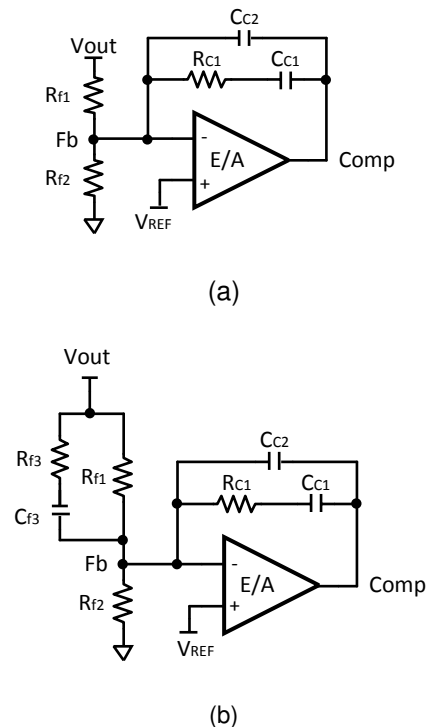 Vout
Rf1
Fb
Rf2
CC2
RC1
CC1
-
E/A
+
VREF
Comp
(a)
Vout
Rf3
Rf1
Cf3
Fb
Rf2
CC2
RC1
CC1
-
E/A
+
VREF
Comp
(b)